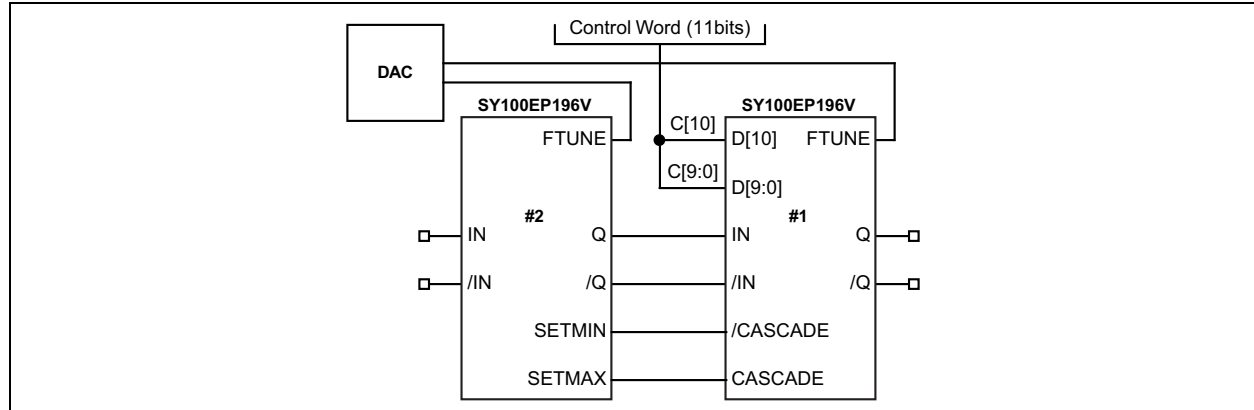 Control Word (11bits)
DAC
SY100EP196V SY100EP196V
FTUNE C[10] D[10] FTUNE
C[9:0] D[9:0]
#2 #1
IN Q IN Q
/IN /Q /IN /Q
SETMIN /CASCADE
SETMAX CASCADE